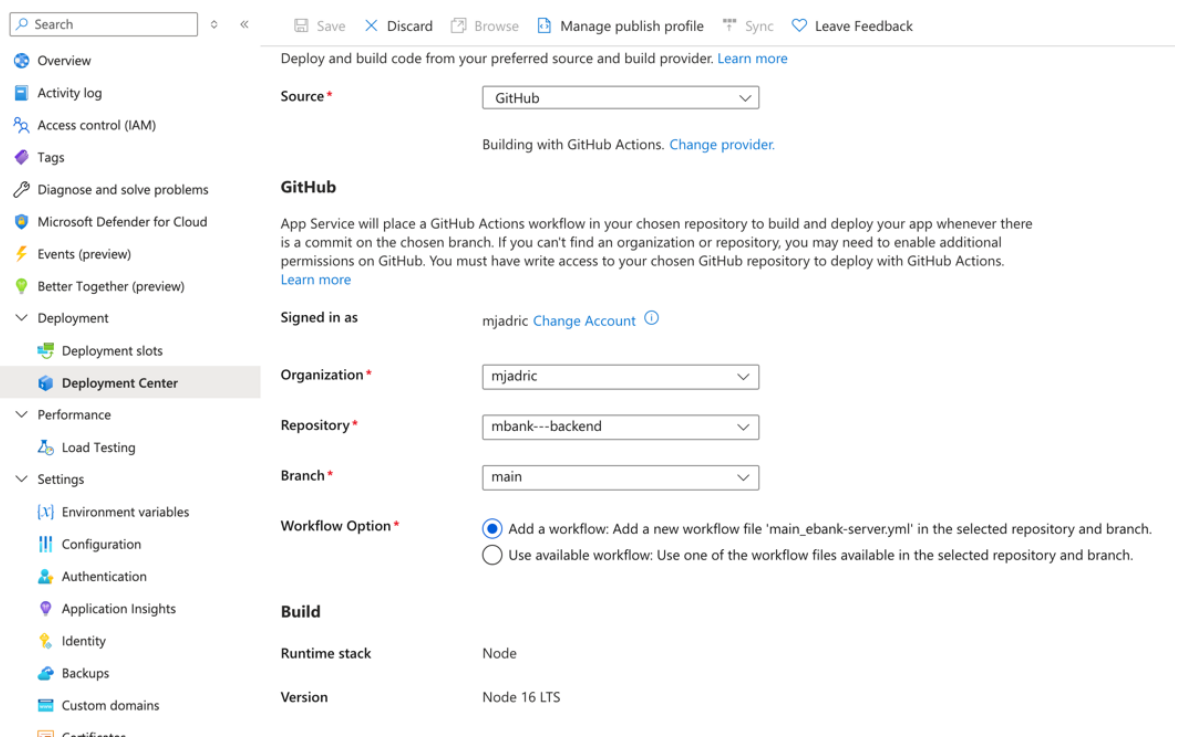 Search
Save Discard Browse Manage publish profile Sync Leave Feedback
Overview
Activity log
Access control (IAM)
Tags
Diagnose and solve problems
Microsoft Defender for Cloud
Events (preview)
Better Together (preview)
Deployment
Deployment slots
Deployment Center
Performance
Load Testing
Settings
Environment variables
Configuration
Authentication
Application Insights
Identity
Backups
Custom domains
Certificates
Deploy and build code from your preferred source and build provider. Learn more
Source* GitHub
Building with GitHub Actions. Change provider.
GitHub
App Service will place a GitHub Actions workflow in your chosen repository to build and deploy your app whenever there
is a commit on the chosen branch. If you can't find an organization or repository, you may need to enable additional
permissions on GitHub. You must have write access to your chosen GitHub repository to deploy with GitHub Actions.
Learn more
Signed in as mjadric Change Account
Organization* mjadric
Repository* mbank---backend
Branch* main
Workflow Option* Add a workflow: Add a new workflow file 'main_ebank-server.yml' in the selected repository and branch.
Use available workflow: Use one of the workflow files available in the selected repository and branch.
Build
Runtime stack Node
Version Node 16 LTS